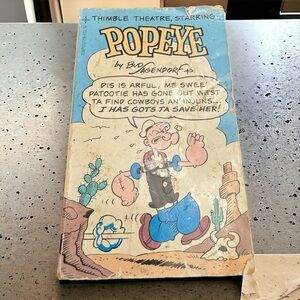 THIMBLE THEATRE, STARRING
POPEYE
by BUD
SAGENDORF
DIS IS ARFUL, ME SWEE'
PATOOTIE HAS GONE OUT WEST
TA FIND COWBOYS AN' INJUNS...
I HAS GOTS TA SAVE HER!